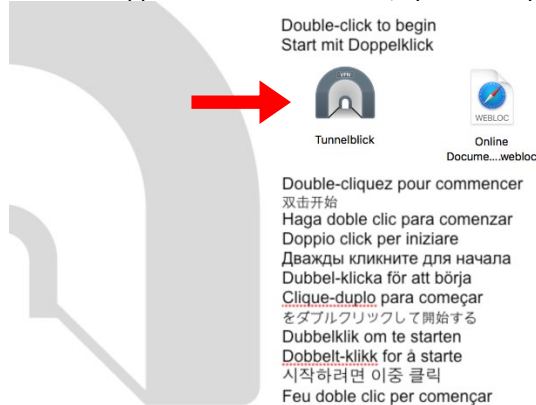 Double-click to begin
Start mit Doppelklick
VPN
WEBLOC
Tunnelblick
Online
Docume....webloc
Double-cliquez pour commencer
双击开始
Haga doble clic para comenzar
Doppio click per iniziare
Дважды кликните для начала
Dubbel-klicka för att börja
Clique-duplo para começar
をダブルクリックして開始する
Dubbelklik om te starten
Dobbelt-klikk for å starte
시작하려면 이중 클릭
Feu doble clic per començar